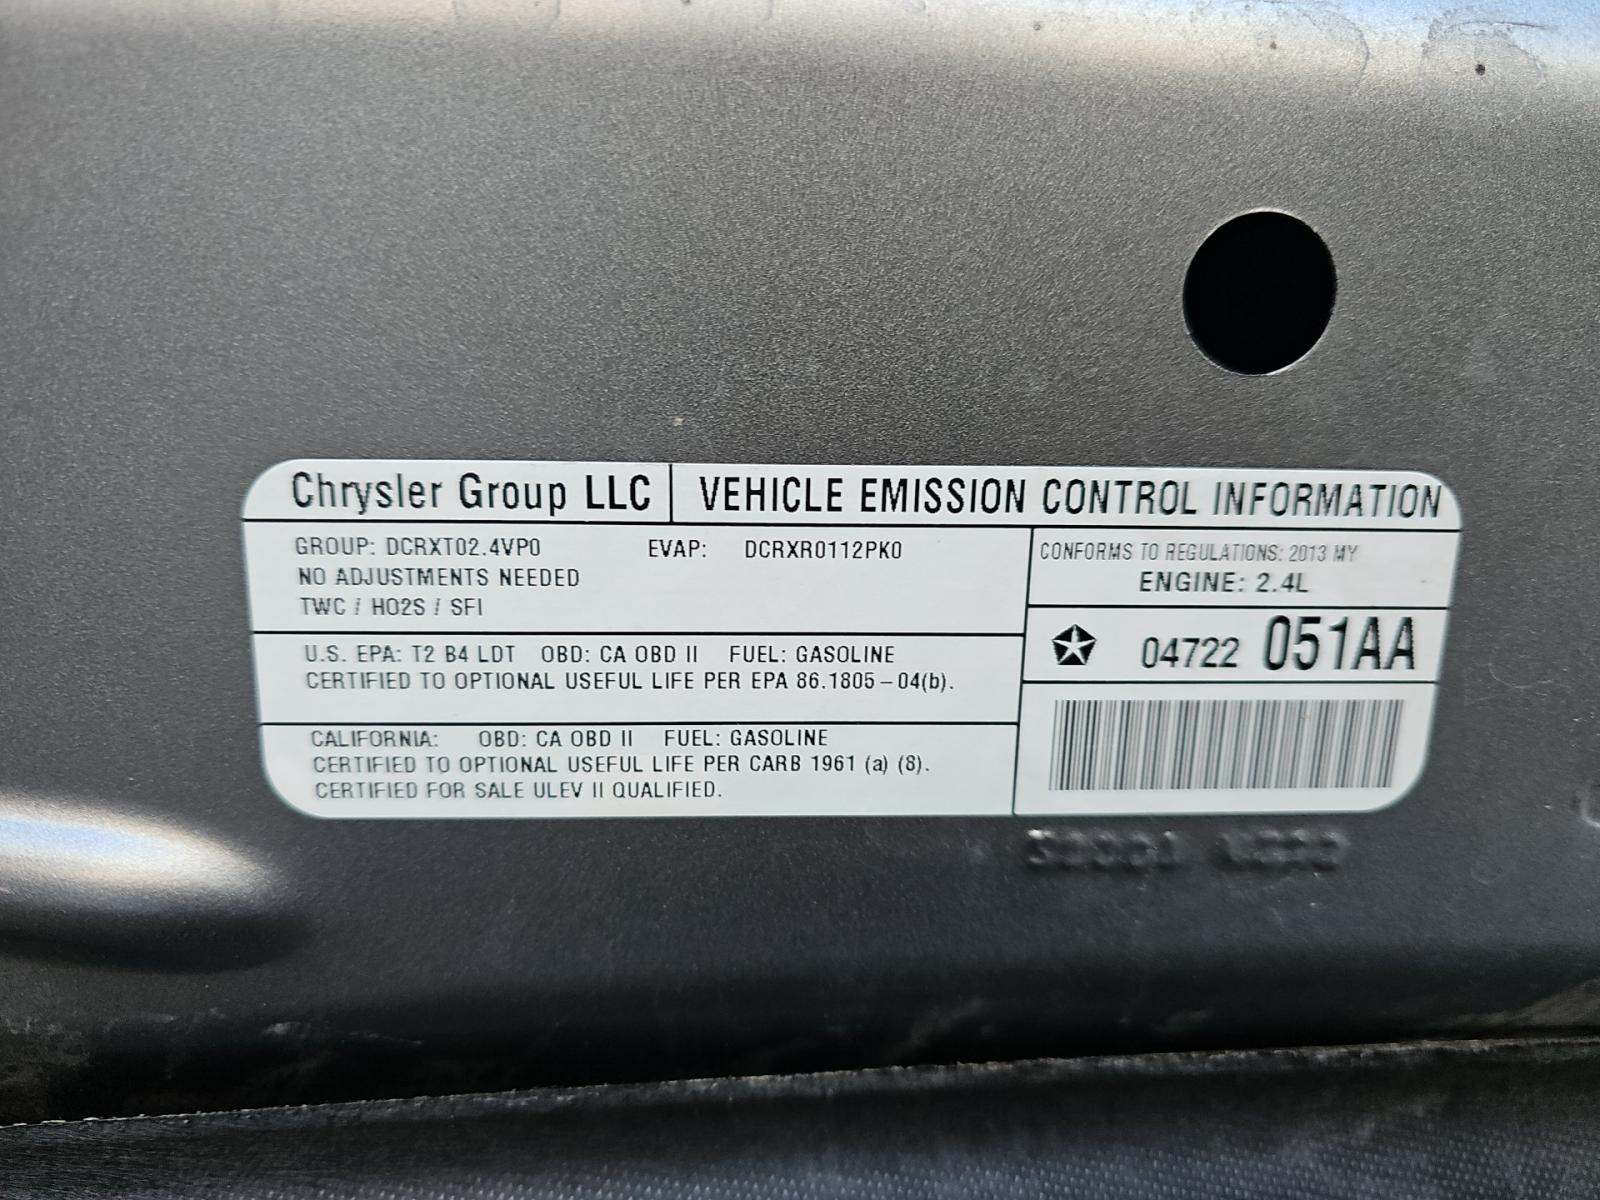 Chrysler Group LLC VEHICLE EMISSION CONTROL INFORMATION
GROUP: DCRXT02.4VP0 EVAP: DCRXR0112PK0
NO ADJUSTMENTS NEEDED
TWC / HO2S / SFI
CONFORMS TO REGULATIONS: 2013 MY
ENGINE: 2.4L
U.S. EPA: T2 B4 LDT OBD: CA OBD II FUEL: GASOLINE
CERTIFIED TO OPTIONAL USEFUL LIFE PER EPA 86.1805-04(b).
04722 051AA
CALIFORNIA: OBD: CA OBD II FUEL: GASOLINE
CERTIFIED TO OPTIONAL USEFUL LIFE PER CARB 1961 (a) (8).
CERTIFIED FOR SALE ULEV II QUALIFIED.